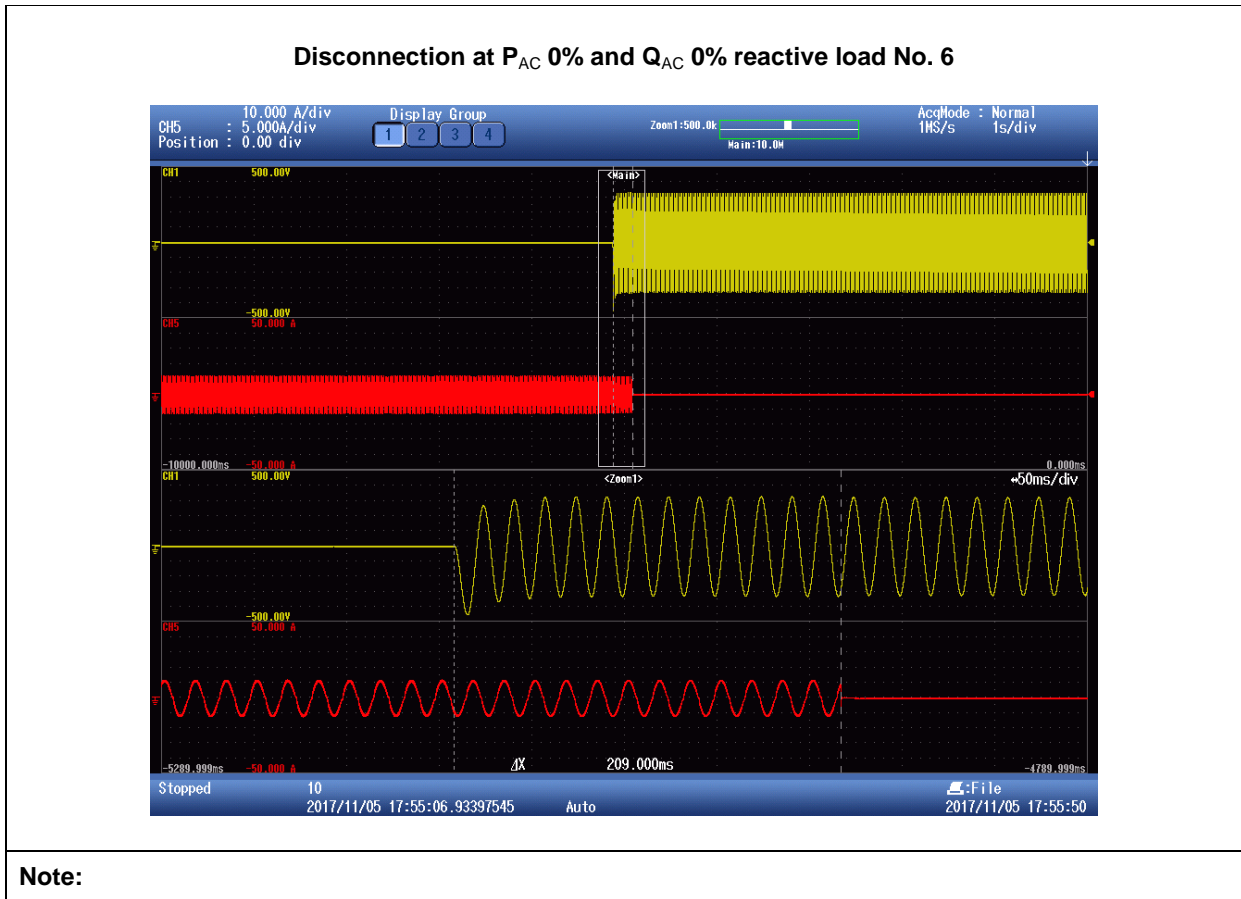 Disconnection at PAC 0% and QAC 0% reactive load No. 6
10.000 A/div
CH5 : 5.000A/div
Position : 0.00 div
Display Group
1 2 3 4
Zoom1:500.0k
Main:10.0M
AcqMode : Normal
1MS/s 1s/div
CH1 500.00V
<Main>
-500.00V
CH5 50.000 A
-10000.000ms -50.000 A 0.000ms
CH1 500.00V <Zoom1> 50ms/div
-500.00V
CH5 50.000 A
-5289.999ms -50.000 A ΔX 209.000ms -4789.999ms
Stopped 10 :File
2017/11/05 17:55:06.93397545 Auto 2017/11/05 17:55:50
Note: